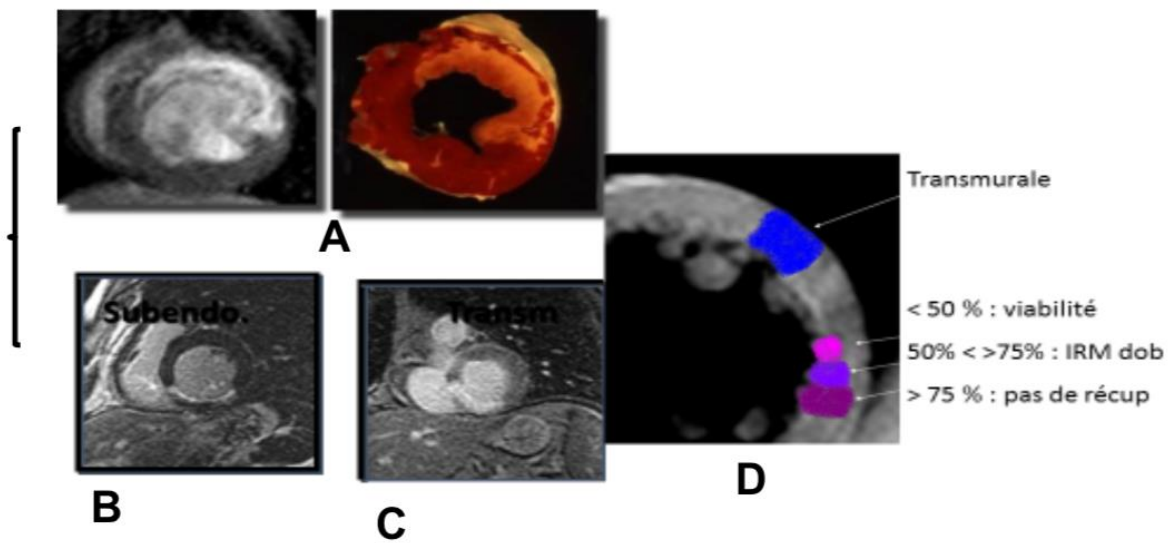 A
Subendo.
Transm
B
C
D
Transmurale
< 50 % : viabilité
50% < >75% : IRM dob
> 75 % : pas de récup